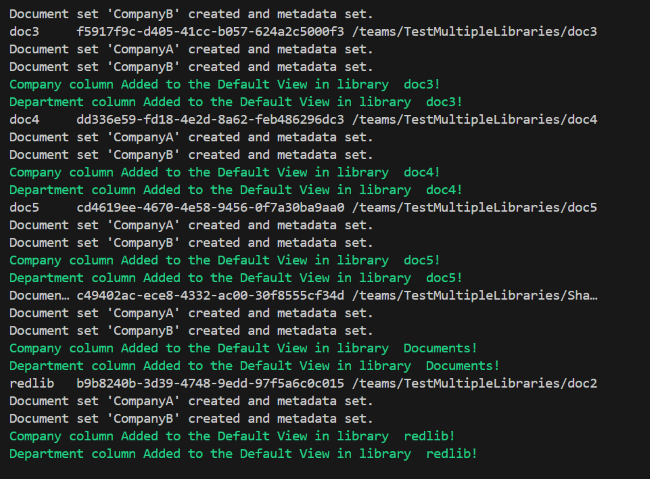 Document set 'CompanyB' created and metadata set.
doc3 f5917f9c-d405-41cc-b057-624a2c5000f3 /teams/TestMultipleLibraries/doc3
Document set 'CompanyA' created and metadata set.
Document set 'CompanyB' created and metadata set.
Company column Added to the Default View in library  doc3!
Department column Added to the Default View in library  doc3!
doc4 dd336e59-fd18-4e2d-8a62-feb486296dc3 /teams/TestMultipleLibraries/doc4
Document set 'CompanyA' created and metadata set.
Document set 'CompanyB' created and metadata set.
Company column Added to the Default View in library  doc4!
Department column Added to the Default View in library  doc4!
doc5 cd4619ee-4670-4e58-9456-0f7a30ba9aa0 /teams/TestMultipleLibraries/doc5
Document set 'CompanyA' created and metadata set.
Document set 'CompanyB' created and metadata set.
Company column Added to the Default View in library  doc5!
Department column Added to the Default View in library  doc5!
Documen… c49402ac-ece8-4332-ac00-30f8555cf34d /teams/TestMultipleLibraries/Sha…
Document set 'CompanyA' created and metadata set.
Document set 'CompanyB' created and metadata set.
Company column Added to the Default View in library  Documents!
Department column Added to the Default View in library  Documents!
redlib b9b8240b-3d39-4748-9edd-97f5a6c0c015 /teams/TestMultipleLibraries/doc2
Document set 'CompanyA' created and metadata set.
Document set 'CompanyB' created and metadata set.
Company column Added to the Default View in library  redlib!
Department column Added to the Default View in library  redlib!